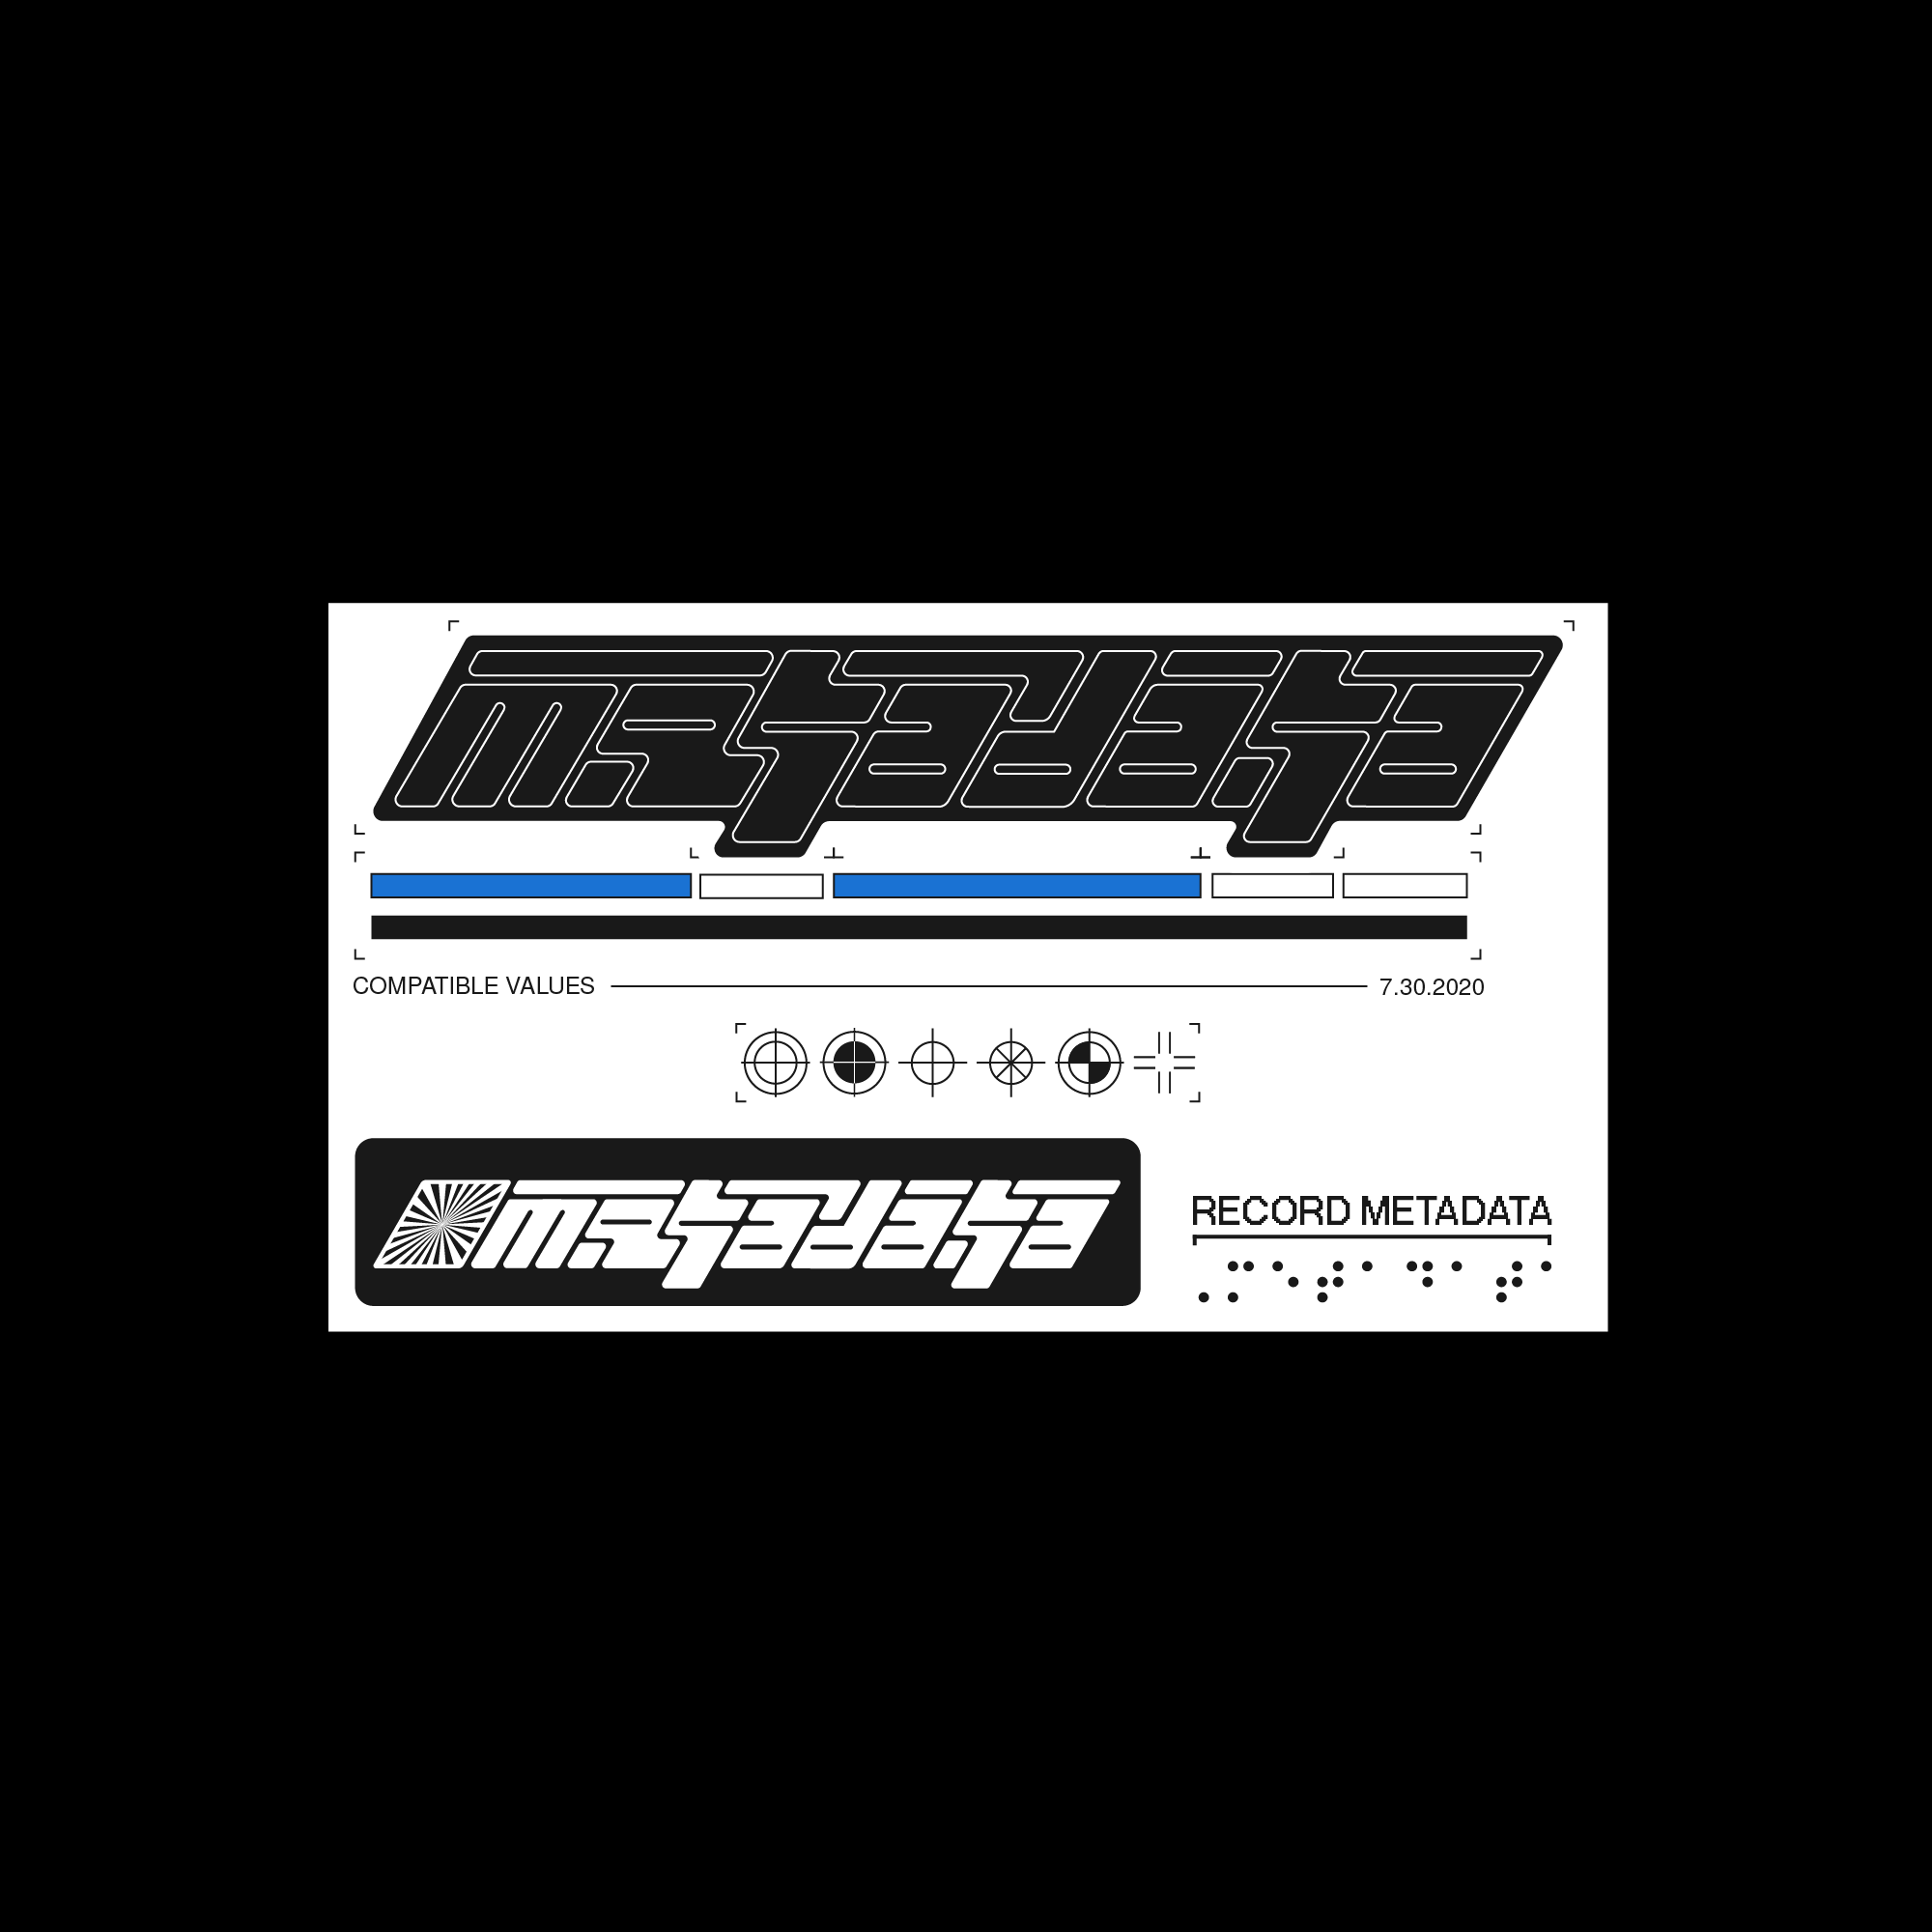 metadata
COMPATIBLE VALUES 7.30.2020
metadata
RECORD METADATA
⠠⠍⠑⠞⠁⠙⠁⠞⠁